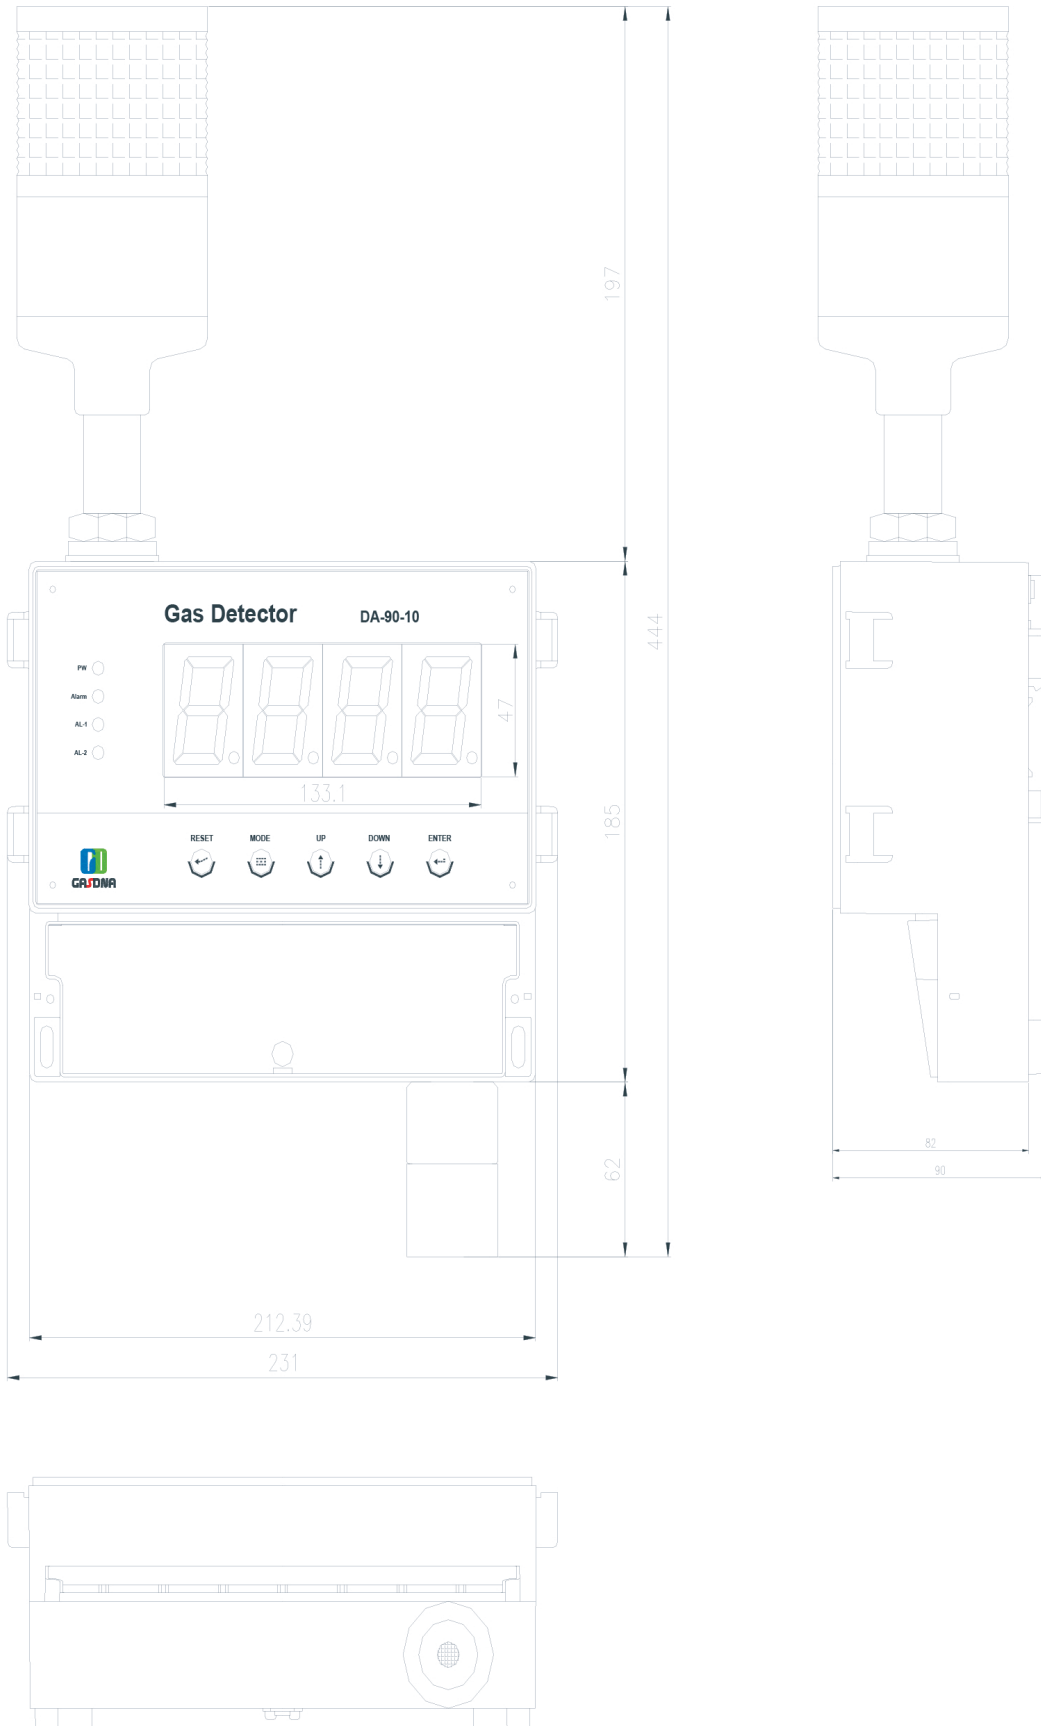 197
444
Gas Detector DA-90-10
PW
Alarm
AL-1
AL-2
47
133.1
185
RESET MODE UP DOWN ENTER
GASDNA
82
90
62
212.39
231